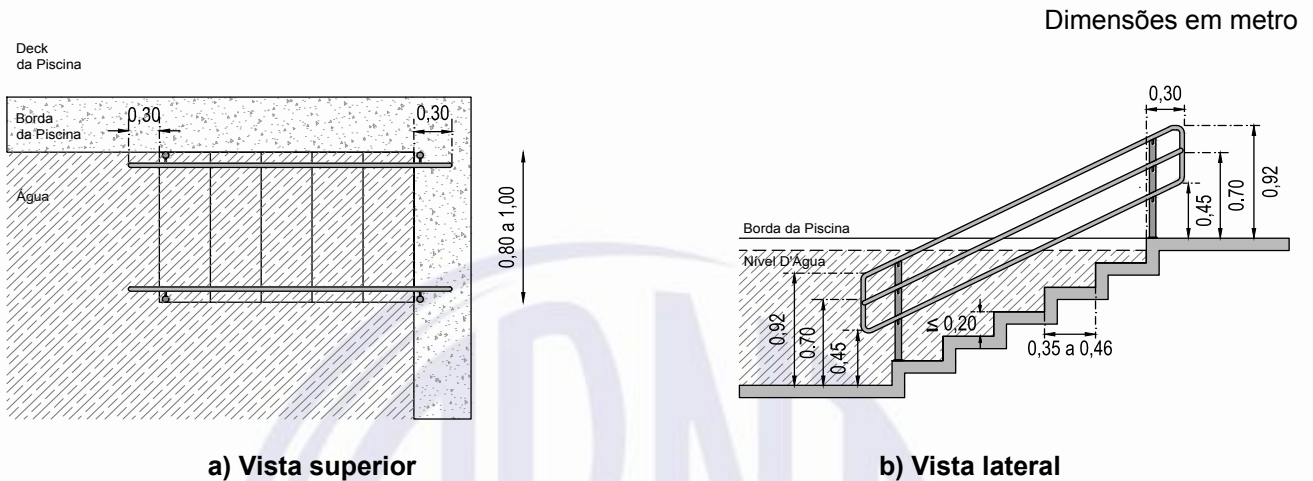 Dimensões em metro
Deck
da Piscina
Borda
da Piscina
0,30
0,30
Água
0,80 a 1,00
a) Vista superior
0,30
0,45
0.70
0,92
Borda da Piscina
Nível D'Água
0,92
0.70
0,45
≤ 0,20
0,35 a 0,46
b) Vista lateral